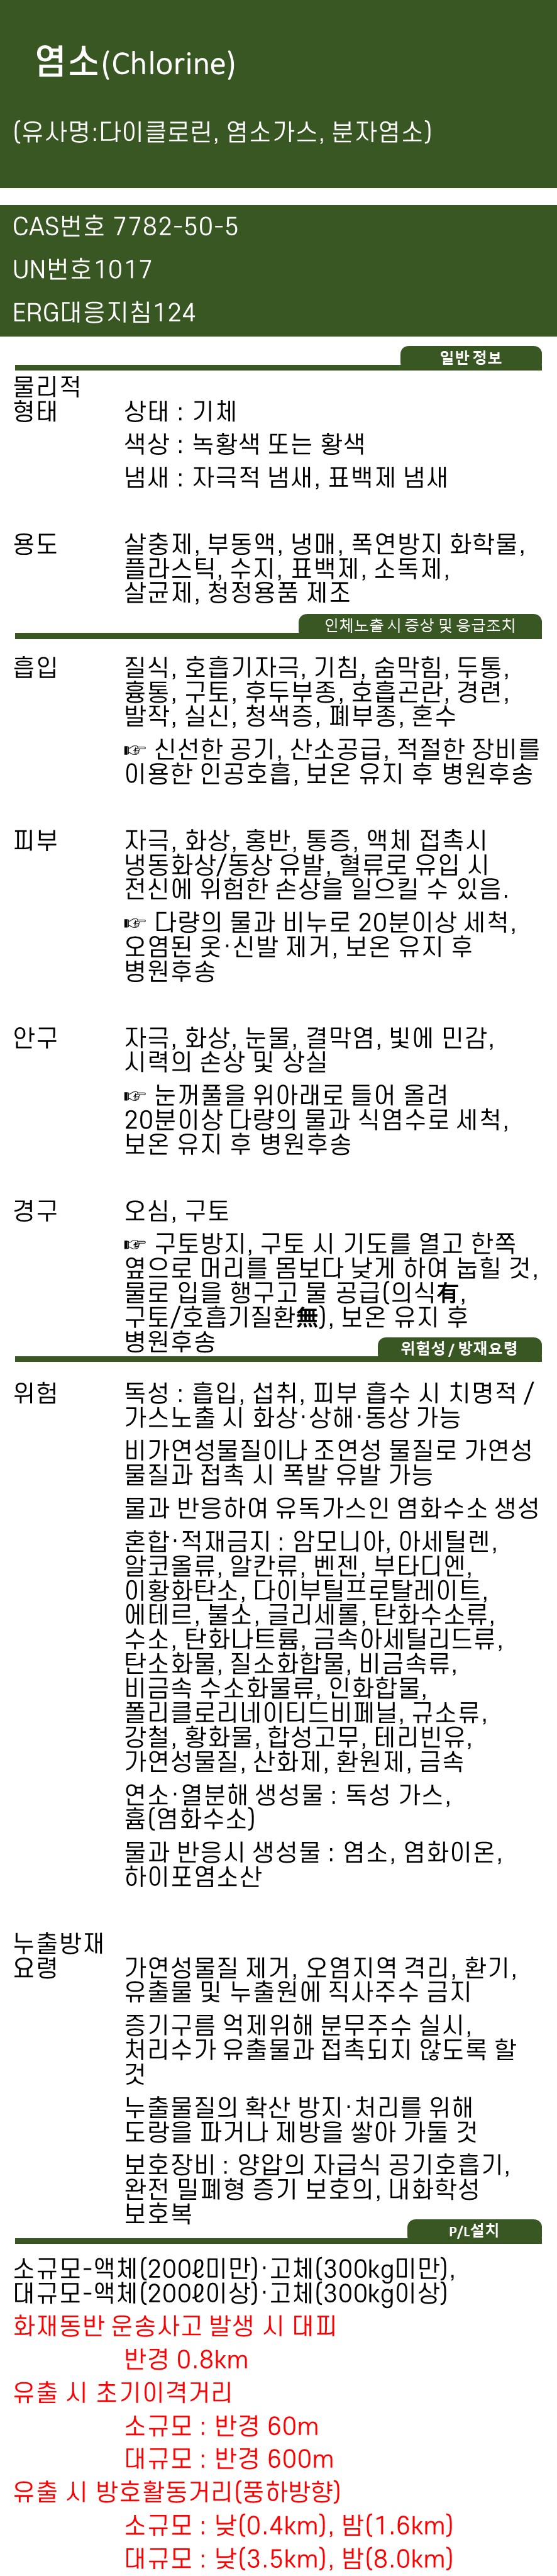 염소(Chlorine)
(유사명:다이클로린, 염소가스, 분자염소)
CAS번호 7782-50-5
UN번호1017
ERG대응지침124
일반 정보
물리적
형태 상태 : 기체
색상 : 녹황색 또는 황색
냄새 : 자극적 냄새, 표백제 냄새
용도 살충제, 부동액, 냉매, 폭연방지 화학물,
플라스틱, 수지, 표백제, 소독제,
살균제, 청정용품 제조
인체노출 시 증상 및 응급조치
흡입 질식, 호흡기자극, 기침, 숨막힘, 두통,
흉통, 구토, 후두부종, 호흡곤란, 경련,
발작, 실신, 청색증, 폐부종, 혼수
☞ 신선한 공기, 산소공급, 적절한 장비를
이용한 인공호흡, 보온 유지 후 병원후송
피부 자극, 화상, 홍반, 통증, 액체 접촉시
냉동화상/동상 유발, 혈류로 유입 시
전신에 위험한 손상을 일으킬 수 있음.
☞ 다량의 물과 비누로 20분이상 세척,
오염된 옷·신발 제거, 보온 유지 후
병원후송
안구 자극, 화상, 눈물, 결막염, 빛에 민감,
시력의 손상 및 상실
☞ 눈꺼풀을 위아래로 들어 올려
20분이상 다량의 물과 식염수로 세척,
보온 유지 후 병원후송
경구 오심, 구토
☞ 구토방지, 구토 시 기도를 열고 한쪽
옆으로 머리를 몸보다 낮게 하여 눕힐 것,
물로 입을 행구고 물 공급(의식有,
구토/호흡기질환無), 보온 유지 후
병원후송
위험성 / 방재요령
위험 독성 : 흡입, 섭취, 피부 흡수 시 치명적 /
가스노출 시 화상·상해·동상 가능
비가연성물질이나 조연성 물질로 가연성
물질과 접촉 시 폭발 유발 가능
물과 반응하여 유독가스인 염화수소 생성
혼합·적재금지 : 암모니아, 아세틸렌,
알코올류, 알칸류, 벤젠, 부타디엔,
이황화탄소, 다이부틸프로탈레이트,
에테르, 불소, 글리세롤, 탄화수소류,
수소, 탄화나트륨, 금속아세틸리드류,
탄소화물, 질소화합물, 비금속류,
비금속 수소화물류, 인화합물,
폴리클로리네이티드비페닐, 규소류,
강철, 황화물, 합성고무, 테리빈유,
가연성물질, 산화제, 환원제, 금속
연소·열분해 생성물 : 독성 가스,
흄(염화수소)
물과 반응시 생성물 : 염소, 염화이온,
하이포염소산
누출방재
요령 가연성물질 제거, 오염지역 격리, 환기,
유출물 및 누출원에 직사주수 금지
증기구름 억제위해 분무주수 실시,
처리수가 유출물과 접촉되지 않도록 할
것
누출물질의 확산 방지·처리를 위해
도랑을 파거나 제방을 쌓아 가둘 것
보호장비 : 양압의 자급식 공기호흡기,
완전 밀폐형 증기 보호의, 내화학성
보호복
P/L설치
소규모-액체(200ℓ미만)·고체(300kg미만),
대규모-액체(200ℓ이상)·고체(300kg이상)
화재동반 운송사고 발생 시 대피
반경 0.8km
유출 시 초기이격거리
소규모 : 반경 60m
대규모 : 반경 600m
유출 시 방호활동거리(풍하방향)
소규모 : 낮(0.4km), 밤(1.6km)
대규모 : 낮(3.5km), 밤(8.0km)